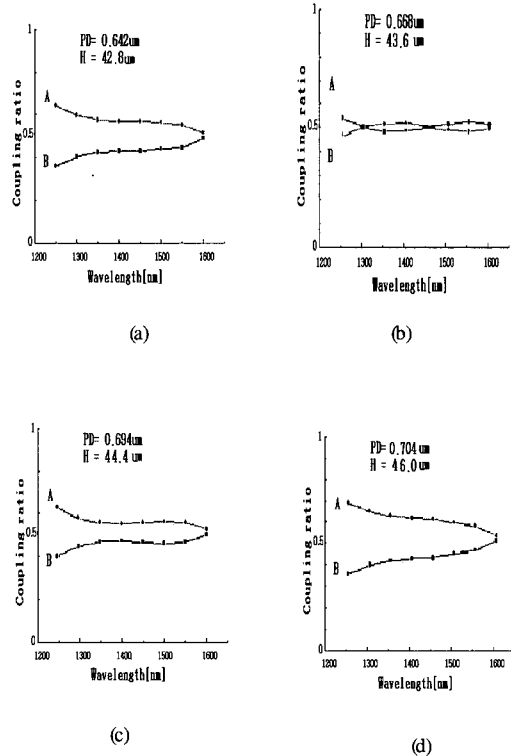 PD= 0.642um
H = 42.8um
A
B
Coupling ratio
1
0.5
0
1200 1300 1400 1500 1600
Wavelength[nm]
(a)
PD= 0.668um
H = 43.6 um
A
B
Coupling ratio
1
0.5
0
1200 1300 1400 1500 1600
Wavelength[nm]
(b)
PD= 0.694um
H = 44.4 um
A
B
Coupling ratio
1
0.5
0
1200 1300 1400 1500 1600
Wavelength[nm]
(c)
PD= 0.704um
H = 46.0um
A
B
Coupling ratio
1
0.5
0
1200 1300 1400 1500 1600
Wavelength[nm]
(d)